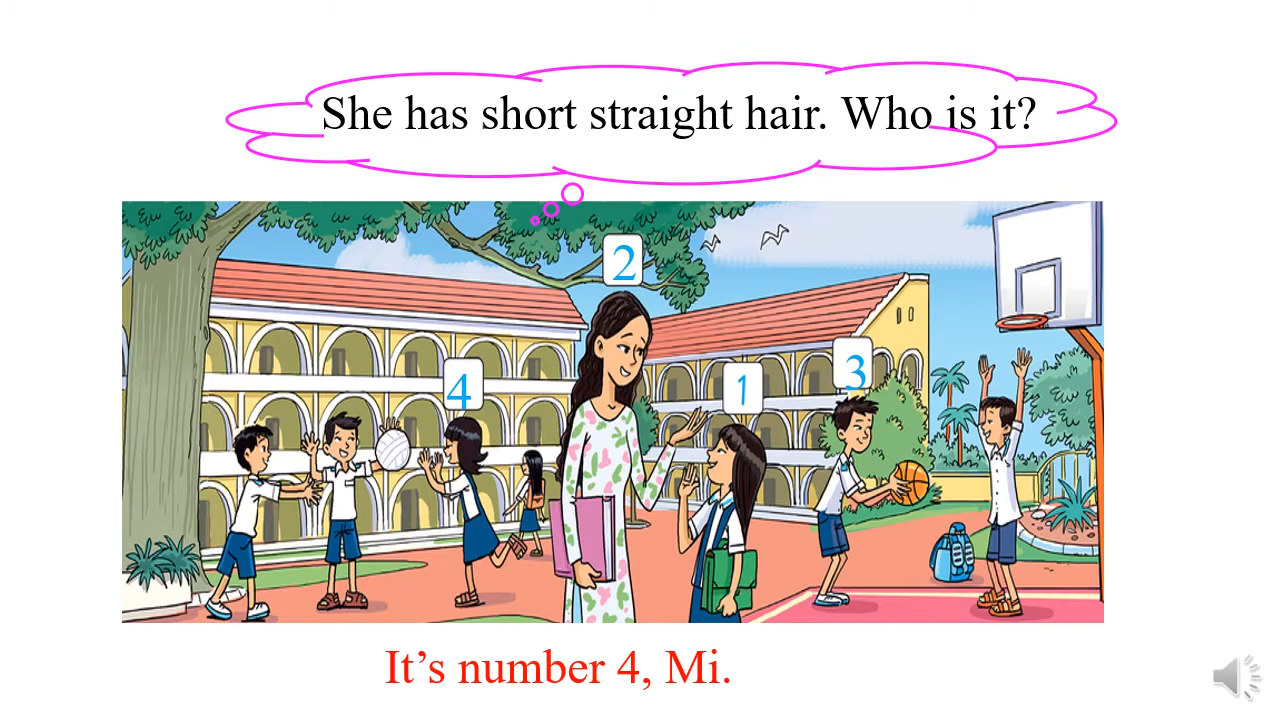 She has short straight hair. Who is it?
2
4
1
3
It’s number 4, Mi.